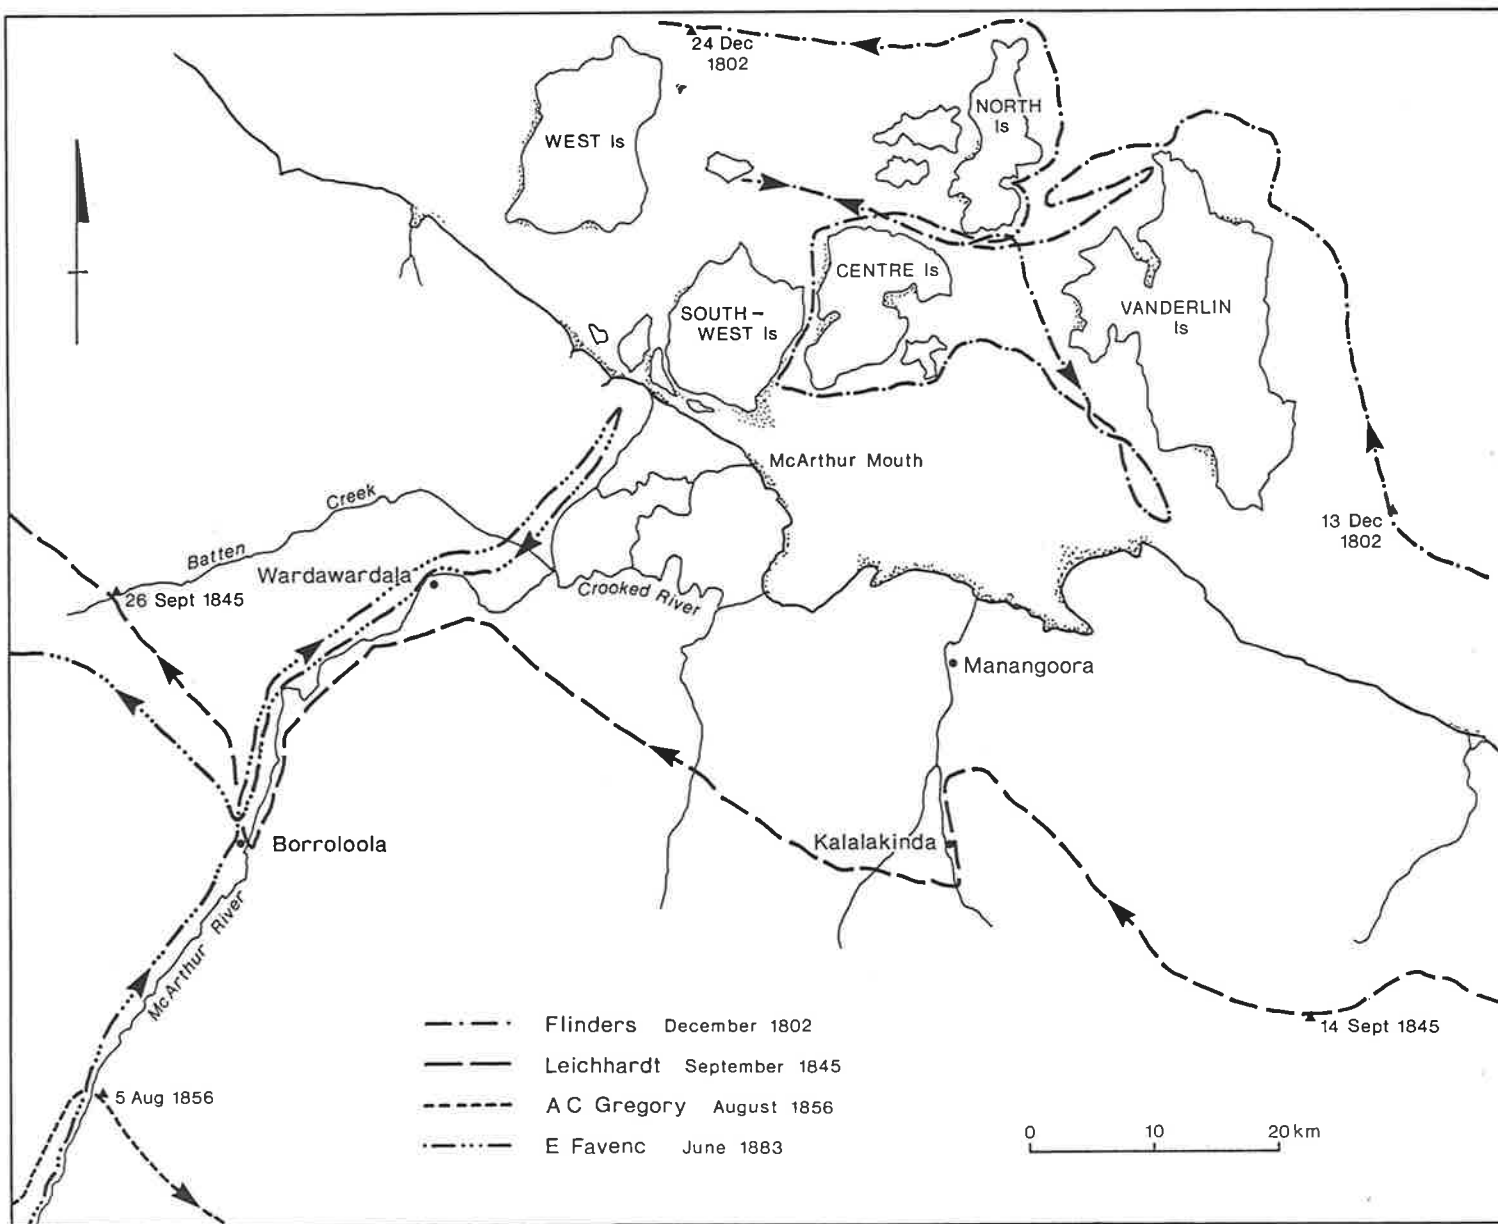 24 Dec
1802
NORTH
Is
WEST Is
CENTRE Is
SOUTH –
WEST Is
VANDERLIN
Is
McArthur Mouth
13 Dec
1802
Batten Creek
Wardawardala
26 Sept 1845
Crooked River
Manangoora
Kalalakinda
Borroloola
McArthur River
14 Sept 1845
5 Aug 1856
Flinders December 1802
Leichhardt September 1845
A C Gregory August 1856
E Favenc June 1883
0 10 20 km